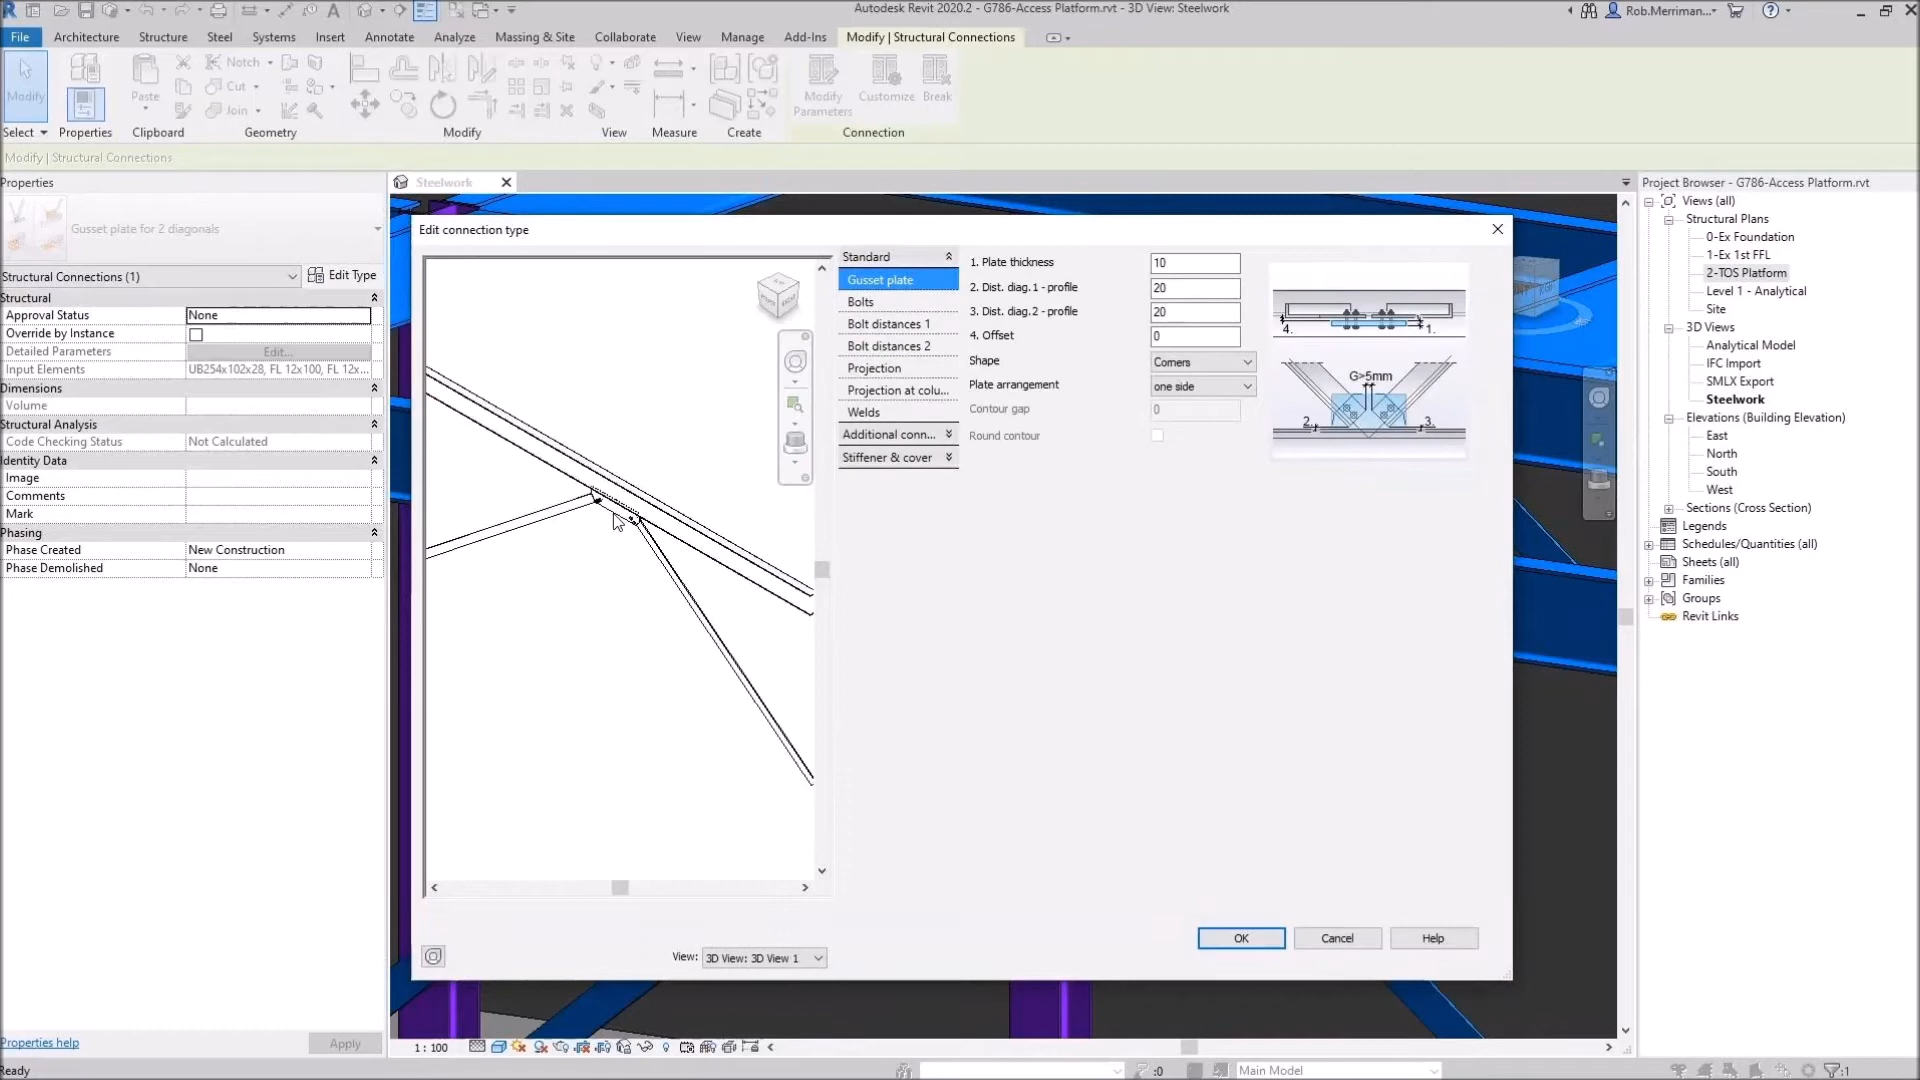 Autodesk Revit 2020.2 - G786-Access Platform.rvt - 3D View: Steelwork
Rob.Merriman...
File Architecture Structure Steel Systems Insert Annotate Analyze Massing & Site Collaborate View Manage Add-Ins Modify | Structural Connections
Modify
Paste
Notch
Cut
Join
Modify Parameters
Customize
Break
Select Properties Clipboard Geometry Modify View Measure Create Connection
Modify | Structural Connections
Properties
Gusset plate for 2 diagonals
Structural Connections (1)
Edit Type
Structural
Approval Status None
Override by Instance
Detailed Parameters Edit...
Input Elements UB254x102x28, FL 12x100, FL 12x...
Dimensions
Volume
Structural Analysis
Code Checking Status Not Calculated
Identity Data
Image
Comments
Mark
Phasing
Phase Created New Construction
Phase Demolished None
Properties help
Apply
Ready
Steelwork
Edit connection type
Standard
Gusset plate
Bolts
Bolt distances 1
Bolt distances 2
Projection
Projection at colu...
Welds
Additional conn...
Stiffener & cover
1. Plate thickness 10
2. Dist. diag.1 - profile 20
3. Dist. diag.2 - profile 20
4. Offset 0
Shape Corners
Plate arrangement one side
Contour gap 0
Round contour
4.
1.
G>5mm
2.
3.
View: 3D View: 3D View 1
OK
Cancel
Help
1 : 100
:0
Main Model
:1
Project Browser - G786-Access Platform.rvt
Views (all)
Structural Plans
0-Ex Foundation
1-Ex 1st FFL
2-TOS Platform
Level 1 - Analytical
Site
3D Views
Analytical Model
IFC Import
SMLX Export
Steelwork
Elevations (Building Elevation)
East
North
South
West
Sections (Cross Section)
Legends
Schedules/Quantities (all)
Sheets (all)
Families
Groups
Revit Links